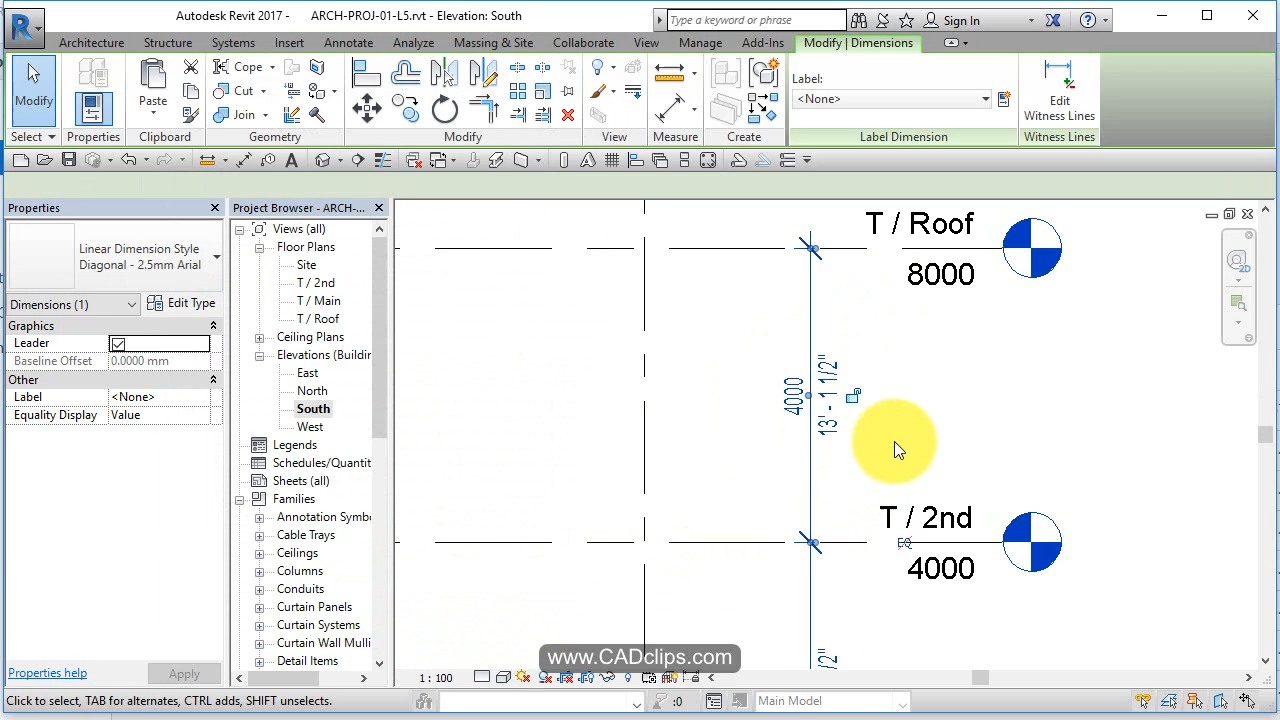 Autodesk Revit 2017 - ARCH-PROJ-01-L5.rvt - Elevation: South
Type a keyword or phrase
Sign In
Architecture Structure Systems Insert Annotate Analyze Massing & Site Collaborate View Manage Add-Ins Modify | Dimensions
Modify
Select
Properties
Paste
Clipboard
Cope
Cut
Join
Geometry
Modify
View
Measure
Create
Label:
<None>
Label Dimension
Edit
Witness Lines
Witness Lines
Properties
Linear Dimension Style
Diagonal - 2.5mm Arial
Dimensions (1)
Edit Type
Graphics
Leader
Baseline Offset 0.0000 mm
Other
Label <None>
Equality Display Value
Properties help
Apply
Project Browser - ARCH-...
Views (all)
Floor Plans
Site
T / 2nd
T / Main
T / Roof
Ceiling Plans
Elevations (Building
East
North
South
West
Legends
Schedules/Quantit
Sheets (all)
Families
Annotation Symb
Cable Trays
Ceilings
Columns
Conduits
Curtain Panels
Curtain Systems
Curtain Wall Mulli
Detail Items
T / Roof
8000
4000
13' - 1 1/2"
T / 2nd
EQ
4000
/2"
2D
www.CADclips.com
1 : 100
Click to select, TAB for alternates, CTRL adds, SHIFT unselects.
:0
Main Model